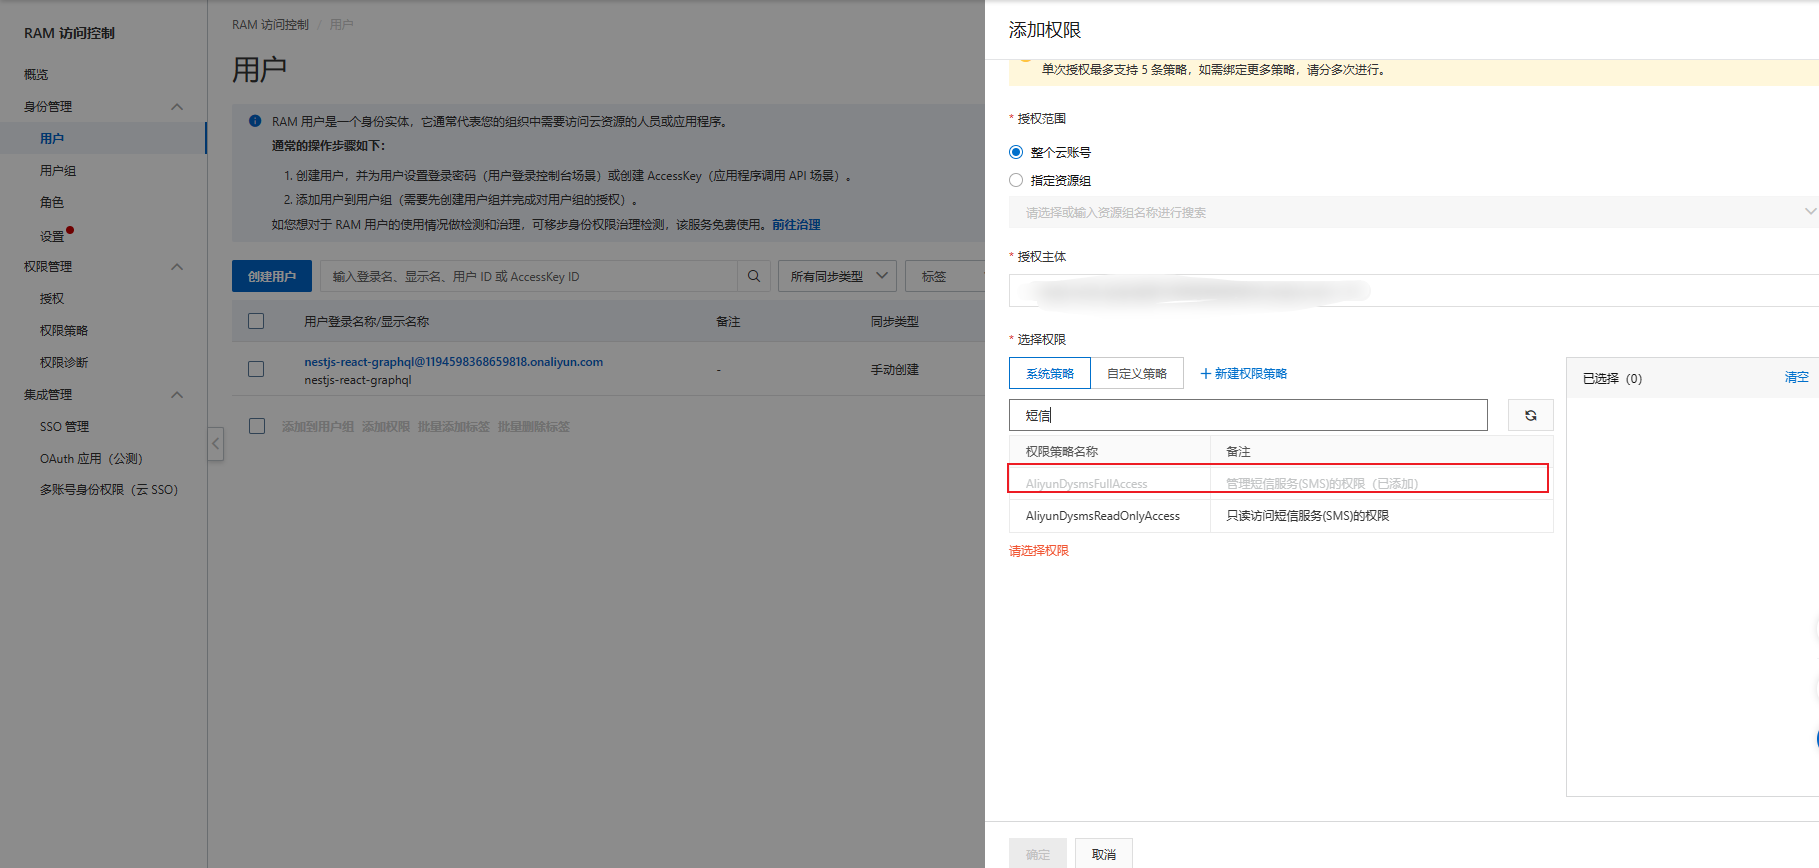 RAM 访问控制
概览
身份管理
用户
用户组
角色
设置
权限管理
授权
权限策略
权限诊断
集成管理
SSO 管理
OAuth 应用（公测）
多账号身份权限（云 SSO）
RAM 访问控制 / 用户
用户
RAM 用户是一个身份实体，它通常代表您的组织中需要访问云资源的人员或应用程序。
通常的操作步骤如下：
1. 创建用户，并为用户设置登录密码（用户登录控制台场景）或创建 AccessKey（应用程序调用 API 场景）。
2. 添加用户到用户组（需要先创建用户组并完成对用户组的授权）。
如您想对于 RAM 用户的使用情况做检测和治理，可移步身份权限治理检测，该服务免费使用。前往治理
创建用户 输入登录名、显示名、用户 ID 或 AccessKey ID 所有同步类型 标签
用户登录名称/显示名称 备注 同步类型
nestjs-react-graphql@1194598368659818.onaliyun.com
nestjs-react-graphql - 手动创建
添加到用户组 添加权限 批量添加标签 批量删除标签
添加权限
单次授权最多支持 5 条策略，如需绑定更多策略，请分多次进行。
* 授权范围
整个云账号
指定资源组
请选择或输入资源组名称进行搜索
* 授权主体
* 选择权限
系统策略 自定义策略 + 新建权限策略
短信
权限策略名称 备注
AliyunDysmsFullAccess 管理短信服务(SMS)的权限（已添加）
AliyunDysmsReadOnlyAccess 只读访问短信服务(SMS)的权限
请选择权限
已选择（0） 清空
确定 取消